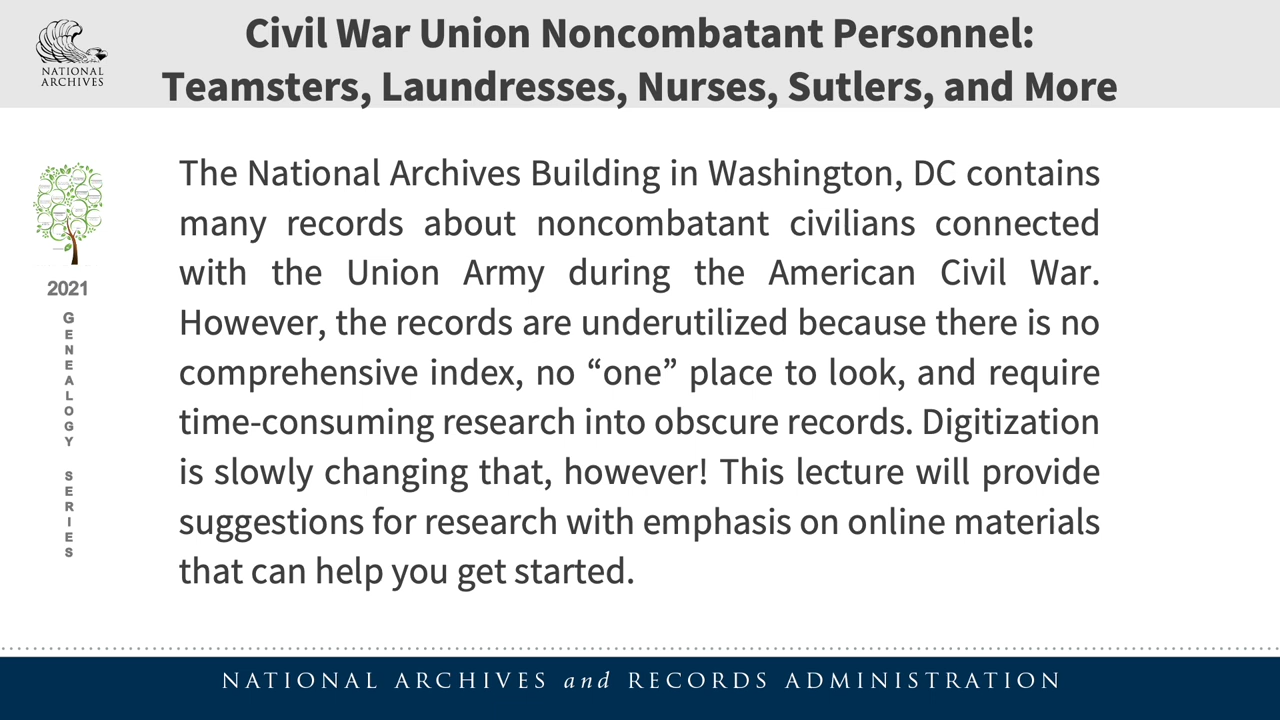 NATIONAL
ARCHIVES
Civil War Union Noncombatant Personnel:
Teamsters, Laundresses, Nurses, Sutlers, and More
2021
GENEALOGY
SERIES
The National Archives Building in Washington, DC contains
many records about noncombatant civilians connected
with the Union Army during the American Civil War.
However, the records are underutilized because there is no
comprehensive index, no “one” place to look, and require
time-consuming research into obscure records. Digitization
is slowly changing that, however! This lecture will provide
suggestions for research with emphasis on online materials
that can help you get started.
NATIONAL ARCHIVES and RECORDS ADMINISTRATION